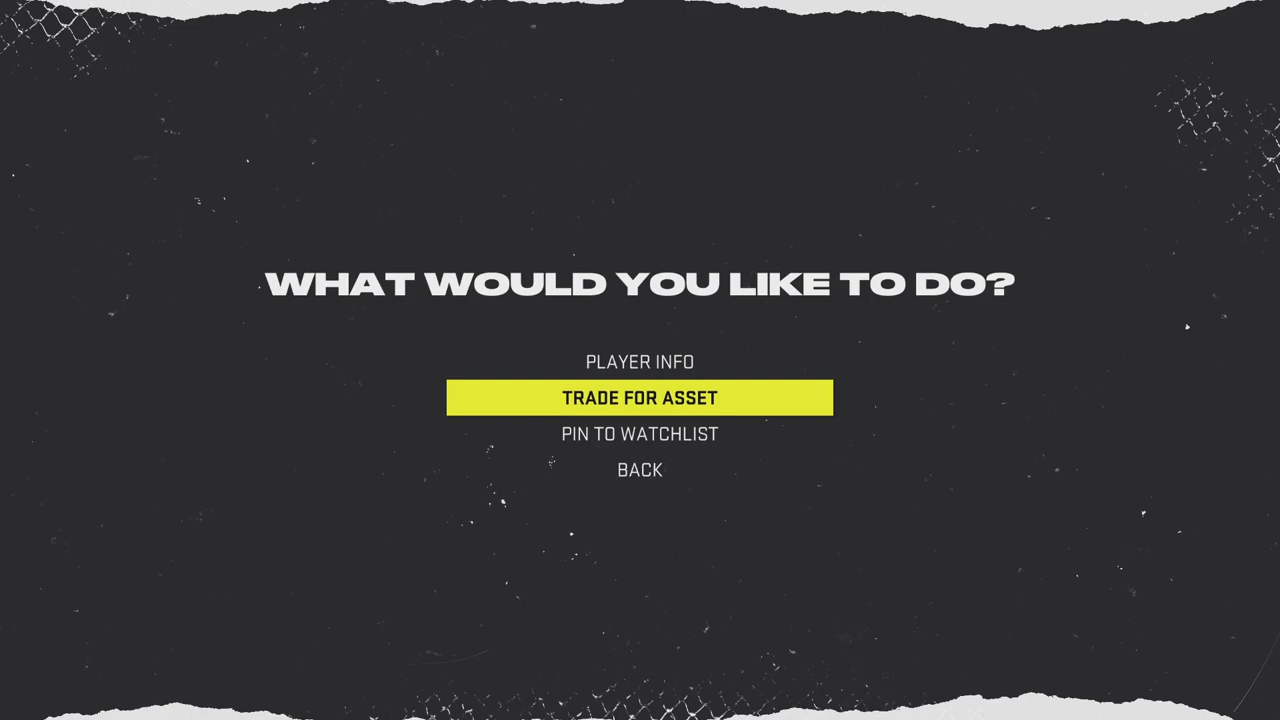 WHAT WOULD YOU LIKE TO DO?
PLAYER INFO
TRADE FOR ASSET
PIN TO WATCHLIST
BACK